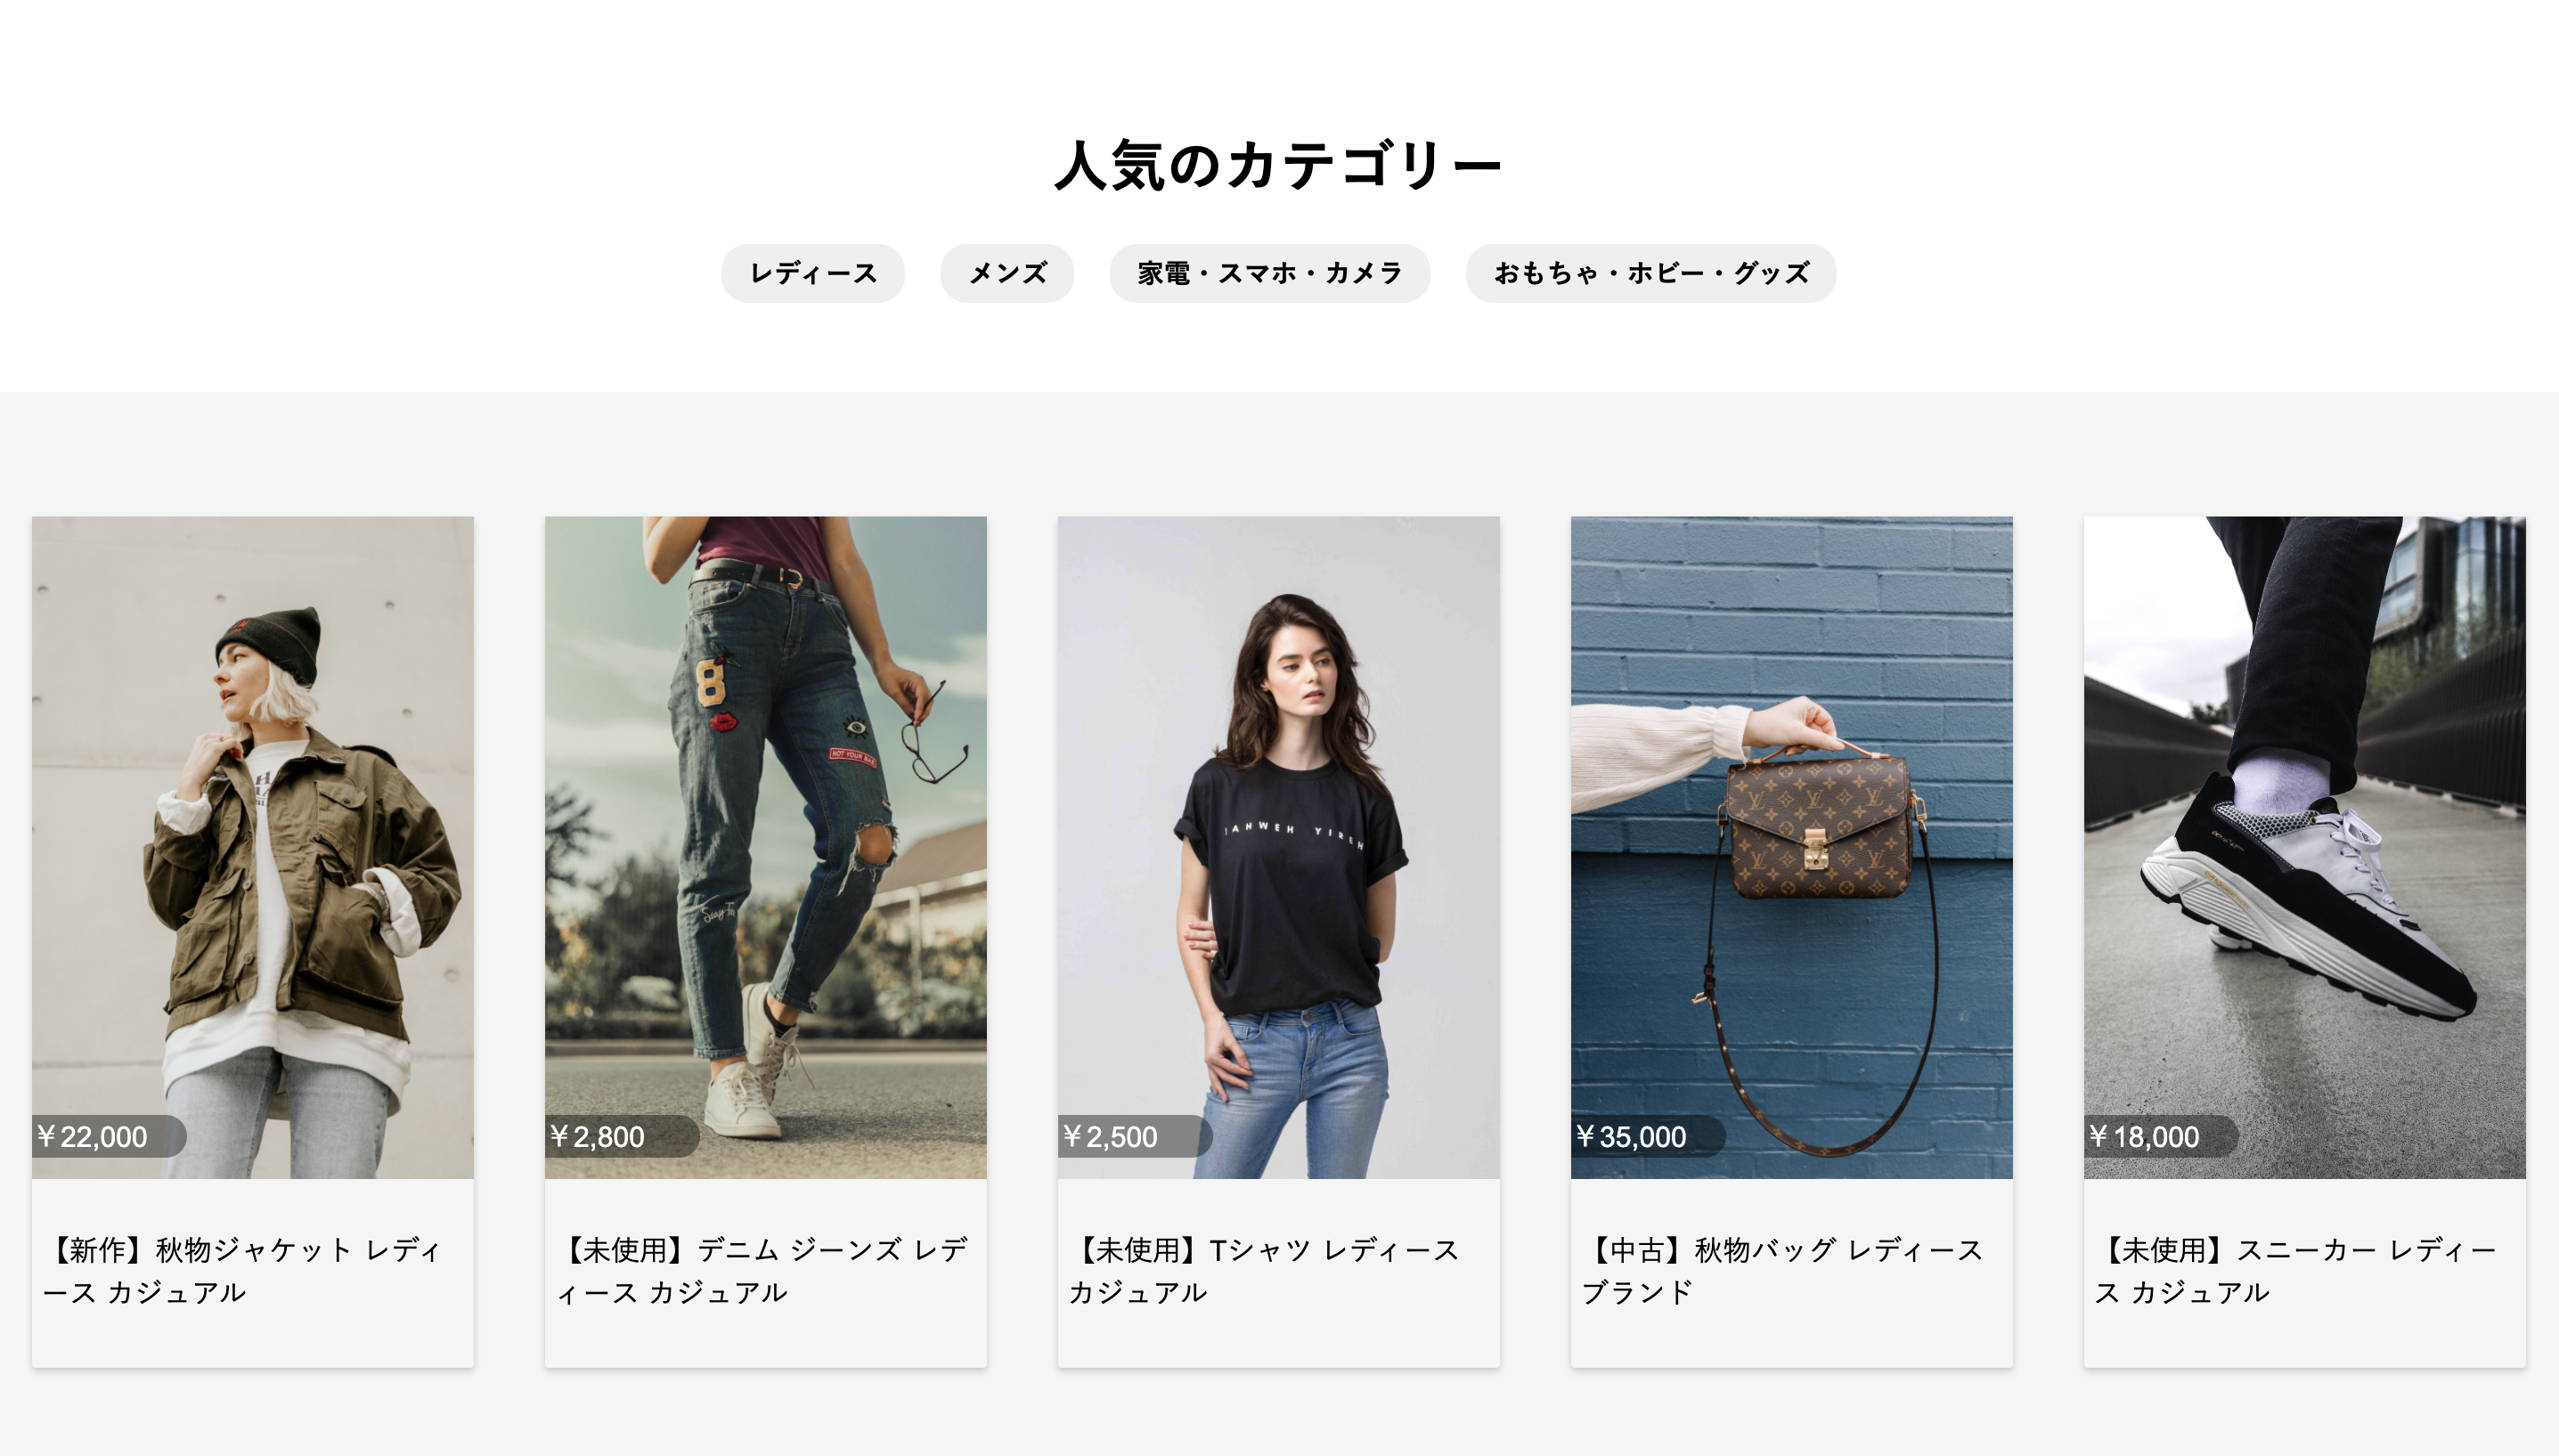 人気のカテゴリー
レディース
メンズ
家電・スマホ・カメラ
おもちゃ・ホビー・グッズ
8
NOT YOUR BAE
AHWEH YIREH
￥22,000
￥2,800
￥2,500
￥35,000
￥18,000
【新作】秋物ジャケット レディ
ース カジュアル
【未使用】デニム ジーンズ レデ
ィース カジュアル
【未使用】Tシャツ レディース
カジュアル
【中古】秋物バッグ レディース
ブランド
【未使用】スニーカー レディー
ス カジュアル